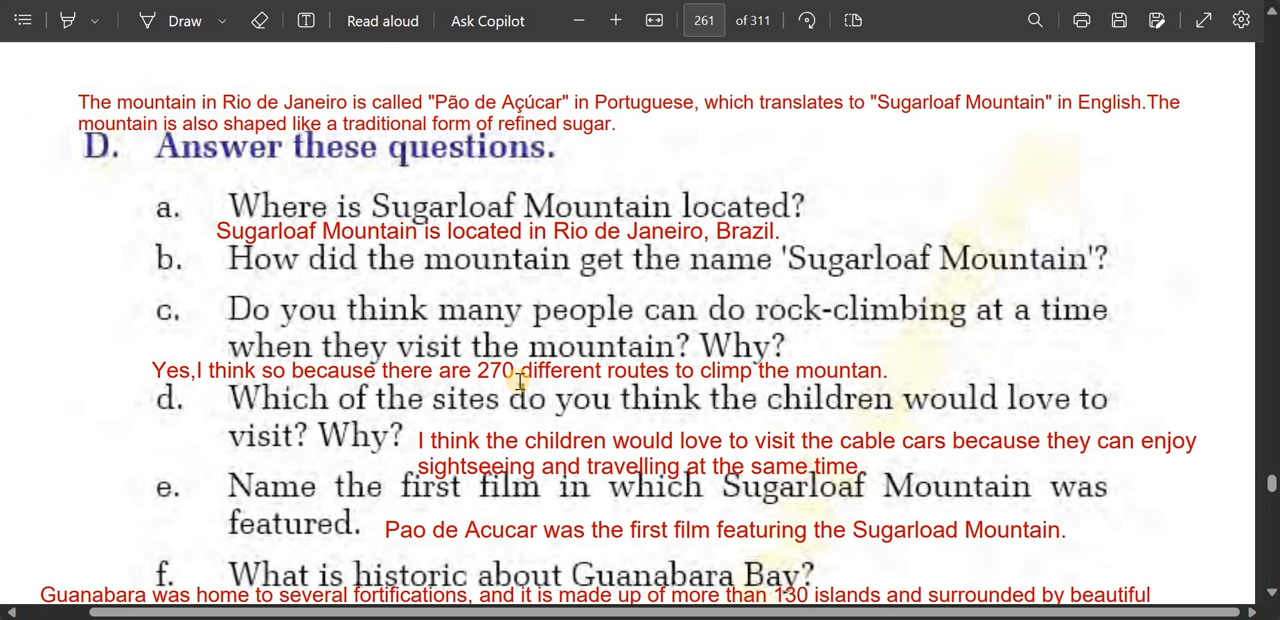 Draw Read aloud Ask Copilot 261 of 311
The mountain in Rio de Janeiro is called "Pão de Açúcar" in Portuguese, which translates to "Sugarloaf Mountain" in English.The
mountain is also shaped like a traditional form of refined sugar.
D. Answer these questions.
a. Where is Sugarloaf Mountain located?
Sugarloaf Mountain is located in Rio de Janeiro, Brazil.
b. How did the mountain get the name 'Sugarloaf Mountain'?
c. Do you think many people can do rock-climbing at a time
when they visit the mountain? Why?
Yes,I think so because there are 270 different routes to climp the mountan.
d. Which of the sites do you think the children would love to
visit? Why?
I think the children would love to visit the cable cars because they can enjoy
sightseeing and travelling at the same time.
e. Name the first film in which Sugarloaf Mountain was
featured.
Pao de Acucar was the first film featuring the Sugarload Mountain.
f. What is historic about Guanabara Bay?
Guanabara was home to several fortifications, and it is made up of more than 130 islands and surrounded by beautiful